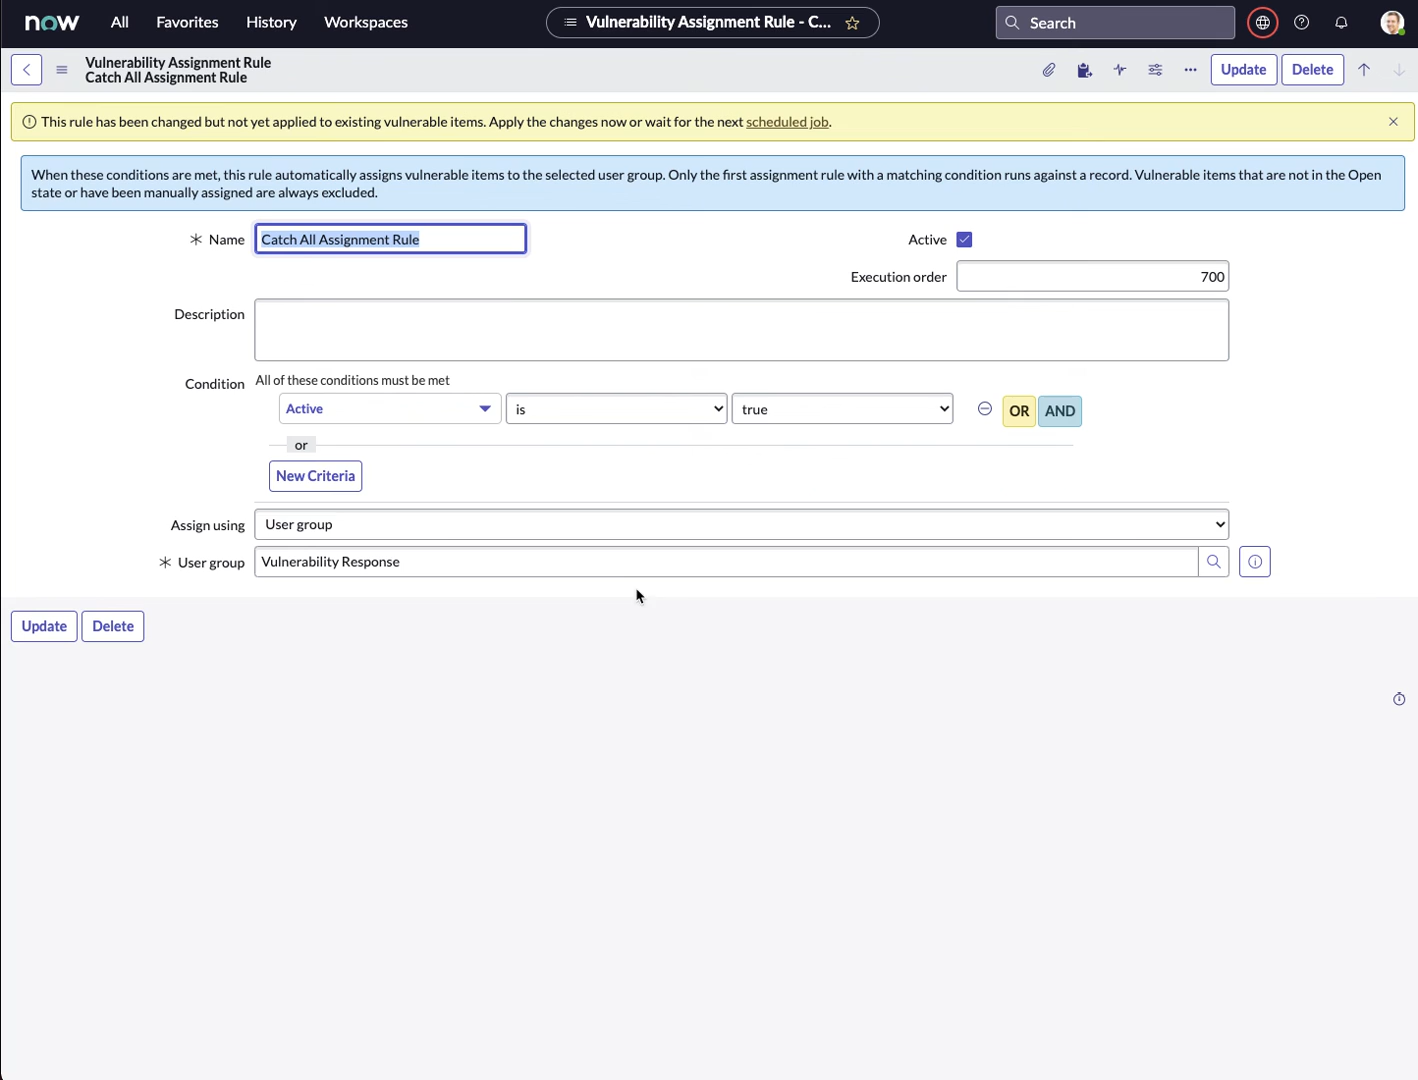 now All Favorites History Workspaces Vulnerability Assignment Rule - C... Search
Vulnerability Assignment Rule
Catch All Assignment Rule
Update Delete
This rule has been changed but not yet applied to existing vulnerable items. Apply the changes now or wait for the next scheduled job.
When these conditions are met, this rule automatically assigns vulnerable items to the selected user group. Only the first assignment rule with a matching condition runs against a record. Vulnerable items that are not in the Open
state or have been manually assigned are always excluded.
Name Catch All Assignment Rule Active
Execution order 700
Description
Condition All of these conditions must be met
Active is true OR AND
or
New Criteria
Assign using User group
User group Vulnerability Response
Update Delete